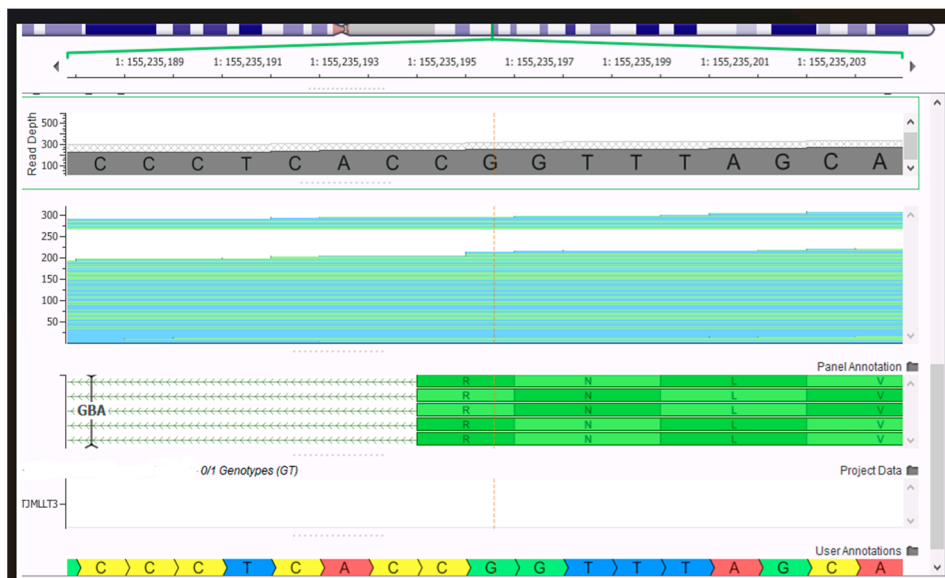 1: 155,235,189 1: 155,235,191 1: 155,235,193 1: 155,235,195 1: 155,235,197 1: 155,235,199 1: 155,235,201 1: 155,235,203
Read Depth
500
300
100
C C C T C A C C G G T T T A G C A
300
250
200
150
100
50
Panel Annotation
GBA
R N L V
R N L V
R N L V
R N L V
R N L V
0/1 Genotypes (GT)
Project Data
TJMLLT3
User Annotations
C C C T C A C C G G T T T A G C A